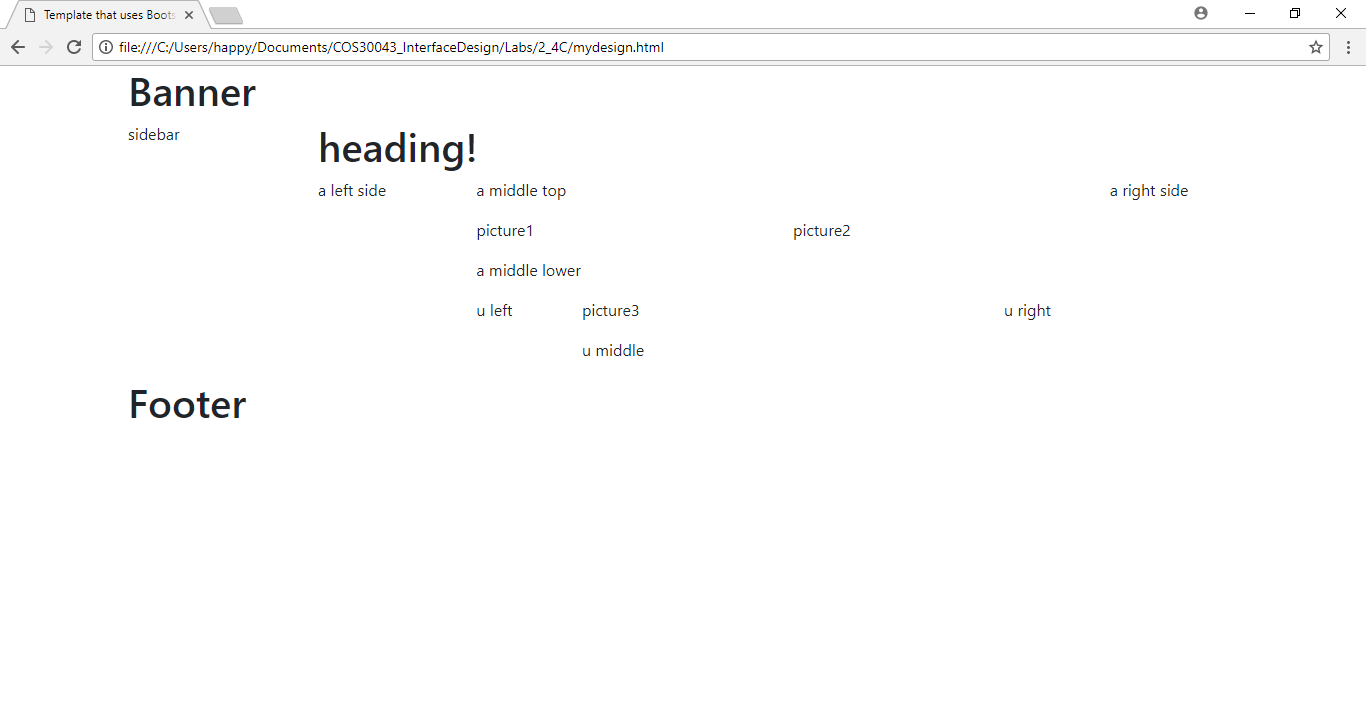 Template that uses Boots
file:///C:/Users/happy/Documents/COS30043_InterfaceDesign/Labs/2_4C/mydesign.html
Banner
sidebar
heading!
a left side a middle top a right side
picture1 picture2
a middle lower
u left picture3 u right
u middle
Footer